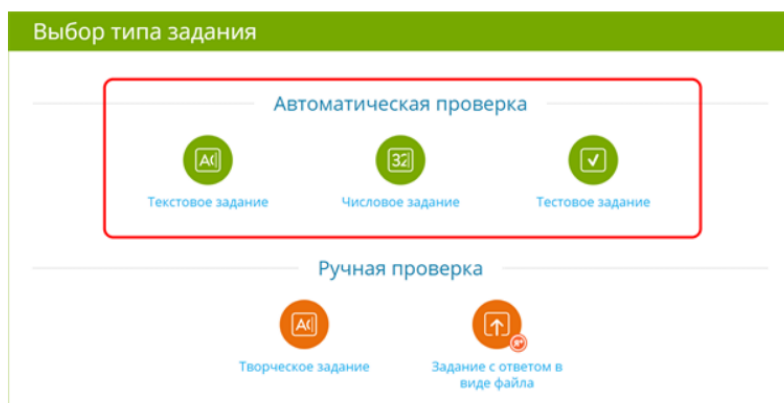 Выбор типа задания
Автоматическая проверка
Текстовое задание
Числовое задание
Тестовое задание
Ручная проверка
Творческое задание
Задание с ответом в
виде файла